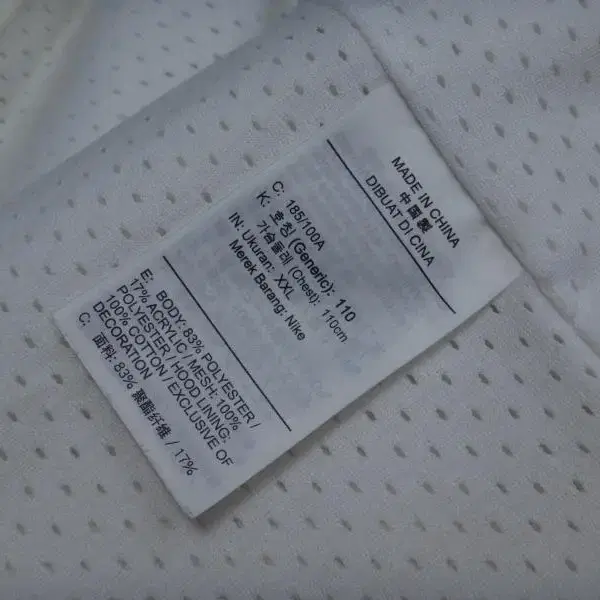 MADE IN CHINA
中国製
DIBUAT DI CINA
C: 185/100A
K: 호칭 (Generic): 110
가슴둘레 (Chest): 110cm
IN: Ukuran: XXL
Merek Barang: Nike
E: BODY: 83% POLYESTER /
17% ACRYLIC / MESH: 100%
POLYESTER / HOOD LINING:
100% COTTON / EXCLUSIVE OF
DECORATION
C: 面料: 83% 聚酯纤维 / 17%